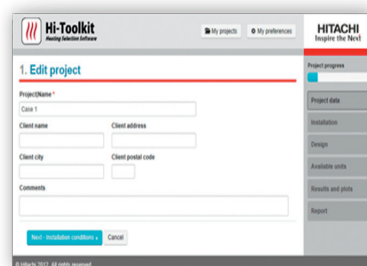 Hi-Toolkit
Heating Selection Software
My projects
My preferences
HITACHI
Inspire the Next
1. Edit project
Project progress
Project Name *
Case 1
Client name
Client address
Client city
Client postal code
Comments
Next - Installation conditions
Cancel
Project data
Installation
Design
Available units
Results and plots
Report
© Hitachi 2017. All rights reserved.